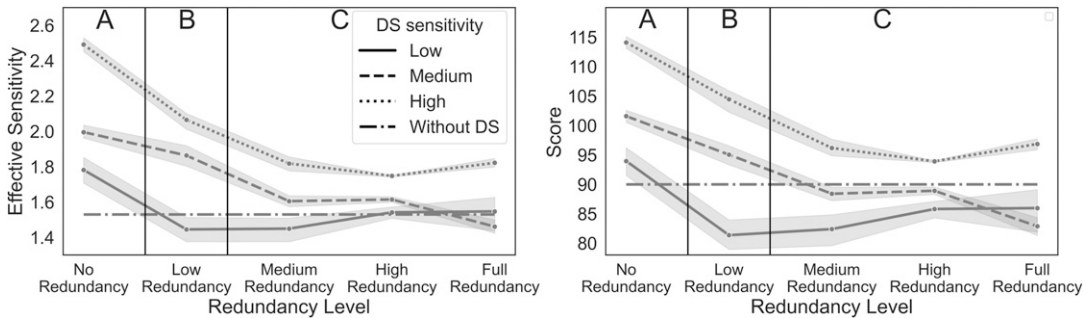 A B C
2.6
2.4
2.2
2.0
1.8
1.6
1.4
Effective Sensitivity
DS sensitivity
Low
Medium
High
Without DS
No Redundancy
Low Redundancy
Medium Redundancy
High Redundancy
Full Redundancy
Redundancy Level
A B C
115
110
105
100
95
90
85
80
Score
No Redundancy
Low Redundancy
Medium Redundancy
High Redundancy
Full Redundancy
Redundancy Level